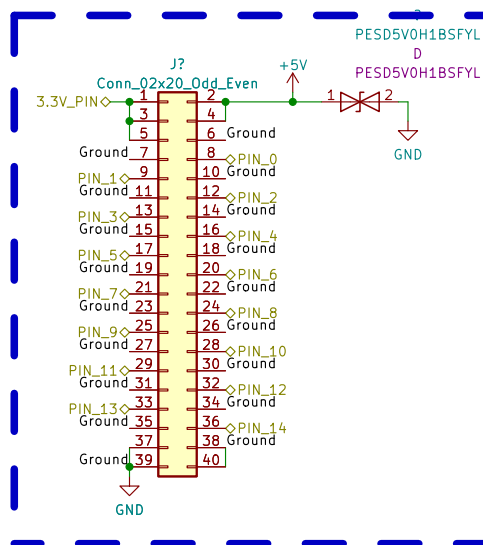 ?
PESD5V0H1BSFYL
D
PESD5V0H1BSFYL
J?
Conn_02x20_Odd_Even
+5V
3.3V_PIN 1 2
3 4
5 6 Ground
Ground 7 8 PIN_0
PIN_1 9 10 Ground
Ground 11 12 PIN_2
PIN_3 13 14 Ground
Ground 15 16 PIN_4
PIN_5 17 18 Ground
Ground 19 20 PIN_6
PIN_7 21 22 Ground
Ground 23 24 PIN_8
PIN_9 25 26 Ground
Ground 27 28 PIN_10
PIN_11 29 30 Ground
Ground 31 32 PIN_12
PIN_13 33 34 Ground
Ground 35 36 PIN_14
37 38 Ground
Ground 39 40
GND
1 2
GND